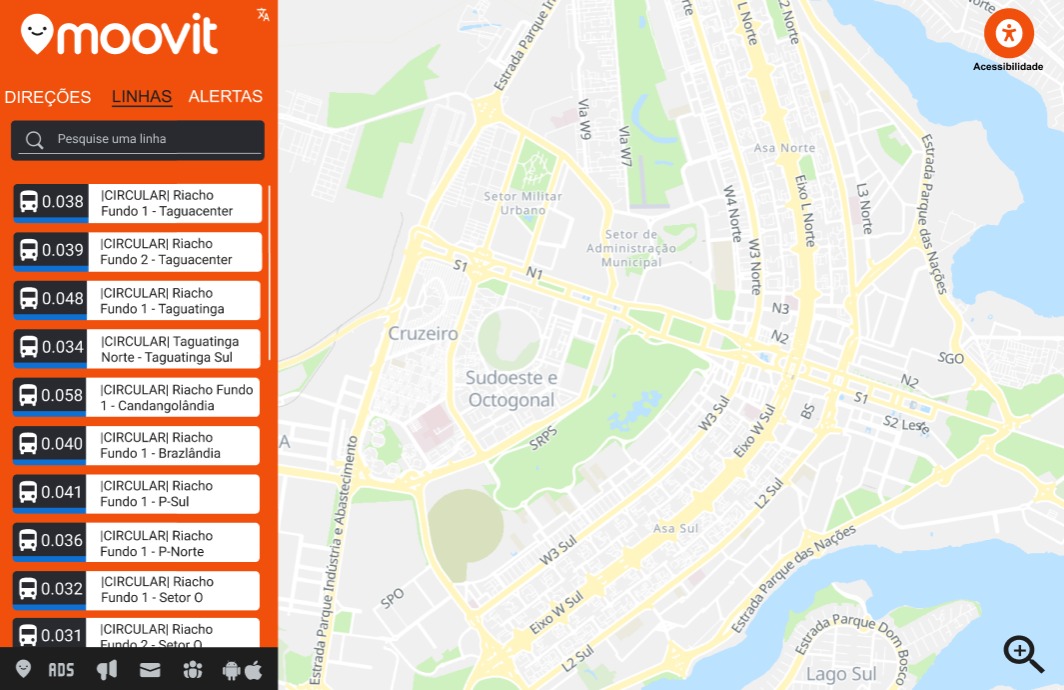 moovit
DIREÇÕES LINHAS ALERTAS
Pesquise uma linha
0.038 |CIRCULAR| Riacho
Fundo 1 - Taguacenter
0.039 |CIRCULAR| Riacho
Fundo 2 - Taguacenter
0.048 |CIRCULAR| Riacho
Fundo 1 - Taguatinga
0.034 |CIRCULAR| Taguatinga
Norte - Taguatinga Sul
0.058 |CIRCULAR| Riacho Fundo
1 - Candangolândia
0.040 |CIRCULAR| Riacho
Fundo 1 - Brazlândia
0.041 |CIRCULAR| Riacho
Fundo 1 - P-Sul
0.036 |CIRCULAR| Riacho
Fundo 1 - P-Norte
0.032 |CIRCULAR| Riacho
Fundo 1 - Setor O
0.031 |CIRCULAR| Riacho
Fundo 2 - Setor O
ADS
Acessibilidade
Estrada Parque Ind
L Norte
L2 Norte
Via W9
Via W7
Asa Norte
Estrada Parque das Nações
Setor Militar
Urbano
W4 Norte
W3 Norte
Eixo L Norte
L3 Norte
Setor de
Administração
Municipal
S1
N1
N3
N2
Cruzeiro
SGO
N2
Sudoeste e
Octogonal
S1
S2 Leste
BS
W3 Sul
Eixo W Sul
SRPS
A
L2 Sul
Asa Sul
Estrada Parque Indústria e Abastecimento
W3 Sul
Estrada Parque das Nações
SPO
Eixo W Sul
L2 Sul
Estrada Parque Dom Bosco
Lago Sul